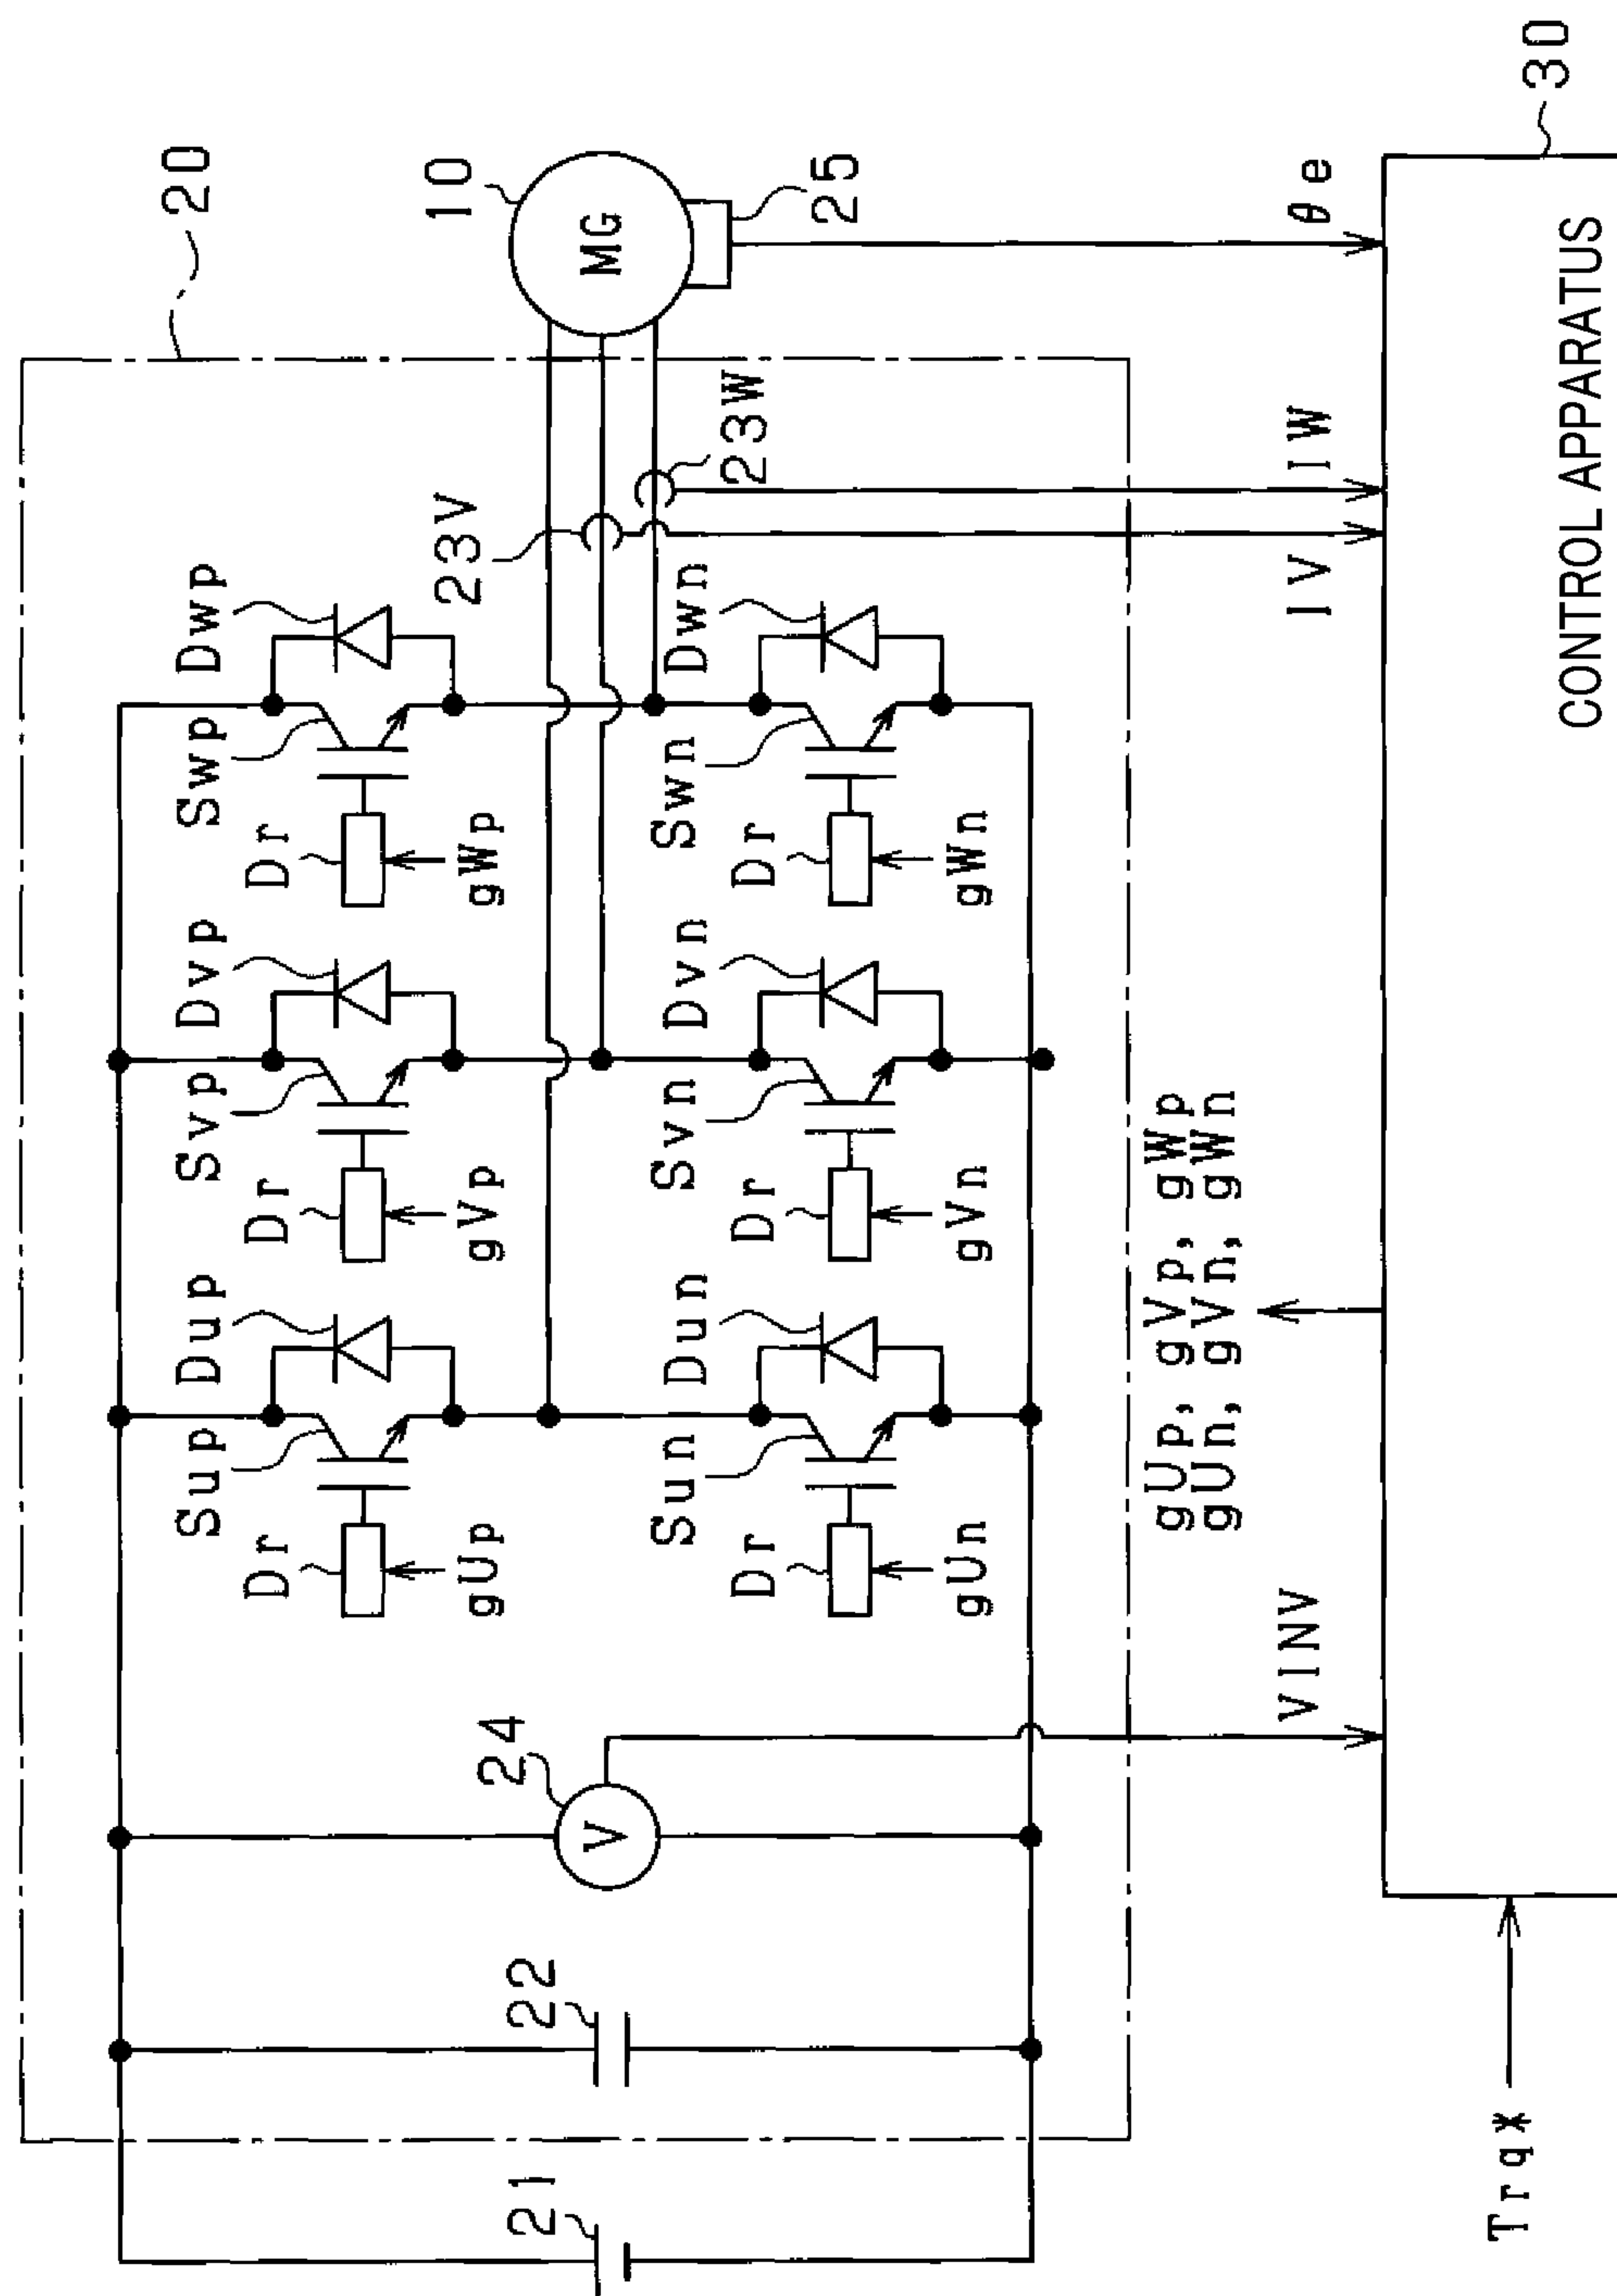 20
10
MG
25
23V
23W
Dup
Dvp
Dwp
Sup
Svp
Swp
Dr
Dr
Dr
gUp
gVp
gWp
Dun
Dvn
Dwn
Sun
Svn
Swn
Dr
Dr
Dr
gUn
gVn
gWn
21
22
24
V
VINV
gUp, gVp, gWp
gUn, gVn, gWn
IV
IW
θe
Trq*
CONTROL APPARATUS
30